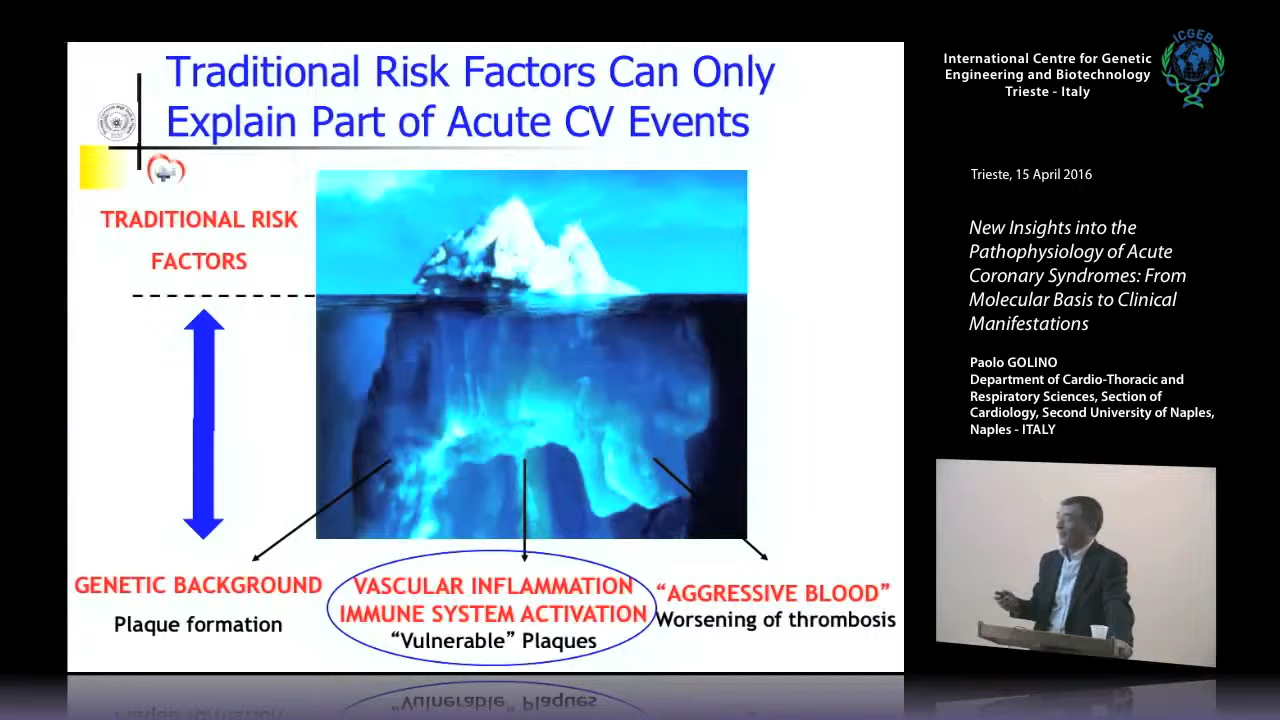 Traditional Risk Factors Can Only
Explain Part of Acute CV Events
TRADITIONAL RISK
FACTORS
GENETIC BACKGROUND
Plaque formation
VASCULAR INFLAMMATION
IMMUNE SYSTEM ACTIVATION
“Vulnerable” Plaques
“AGGRESSIVE BLOOD”
Worsening of thrombosis
International Centre for Genetic
Engineering and Biotechnology
Trieste - Italy
ICGEB
Trieste, 15 April 2016
New Insights into the
Pathophysiology of Acute
Coronary Syndromes: From
Molecular Basis to Clinical
Manifestations
Paolo GOLINO
Department of Cardio-Thoracic and
Respiratory Sciences, Section of
Cardiology, Second University of Naples,
Naples - ITALY